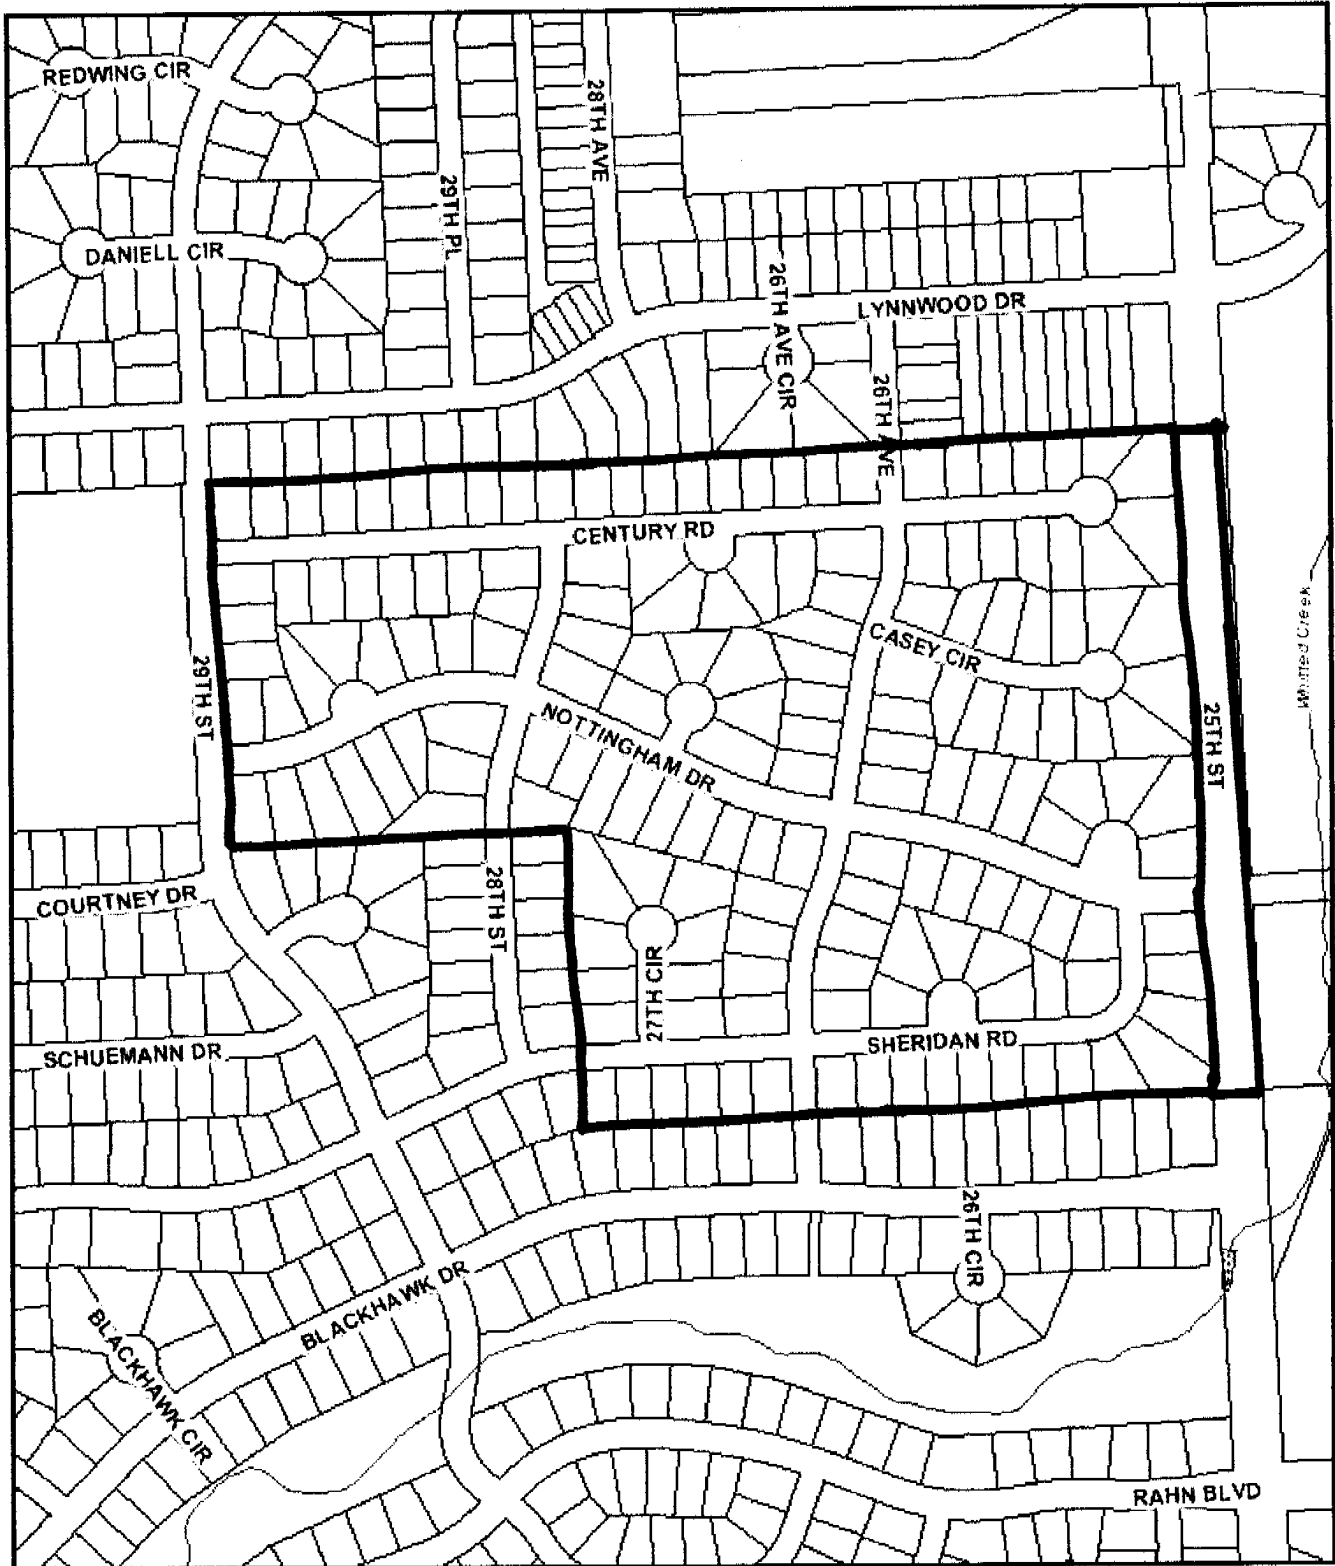 REDWING CIR
28TH AVE
29TH PL
DANIELL CIR
26TH AVE CIR
LYNNWOOD DR
26TH AVE
CENTURY RD
Creek
CASEY CIR
29TH ST
NOTTINGHAM DR
25TH ST
COURTNEY DR
28TH ST
27TH CIR
SCHUEMANN DR
SHERIDAN RD
26TH CIR
BLACKHAWK DR
BLACKHAWK CIR
RAHN BLVD